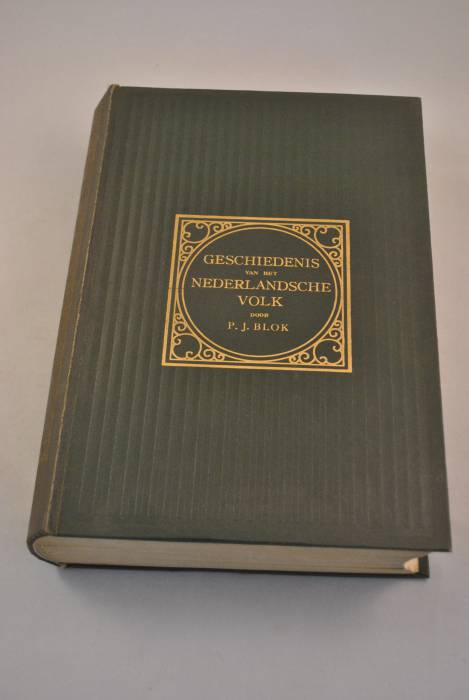 GESCHIEDENIS
VAN HET
NEDERLANDSCHE
VOLK
DOOR
P. J. BLOK